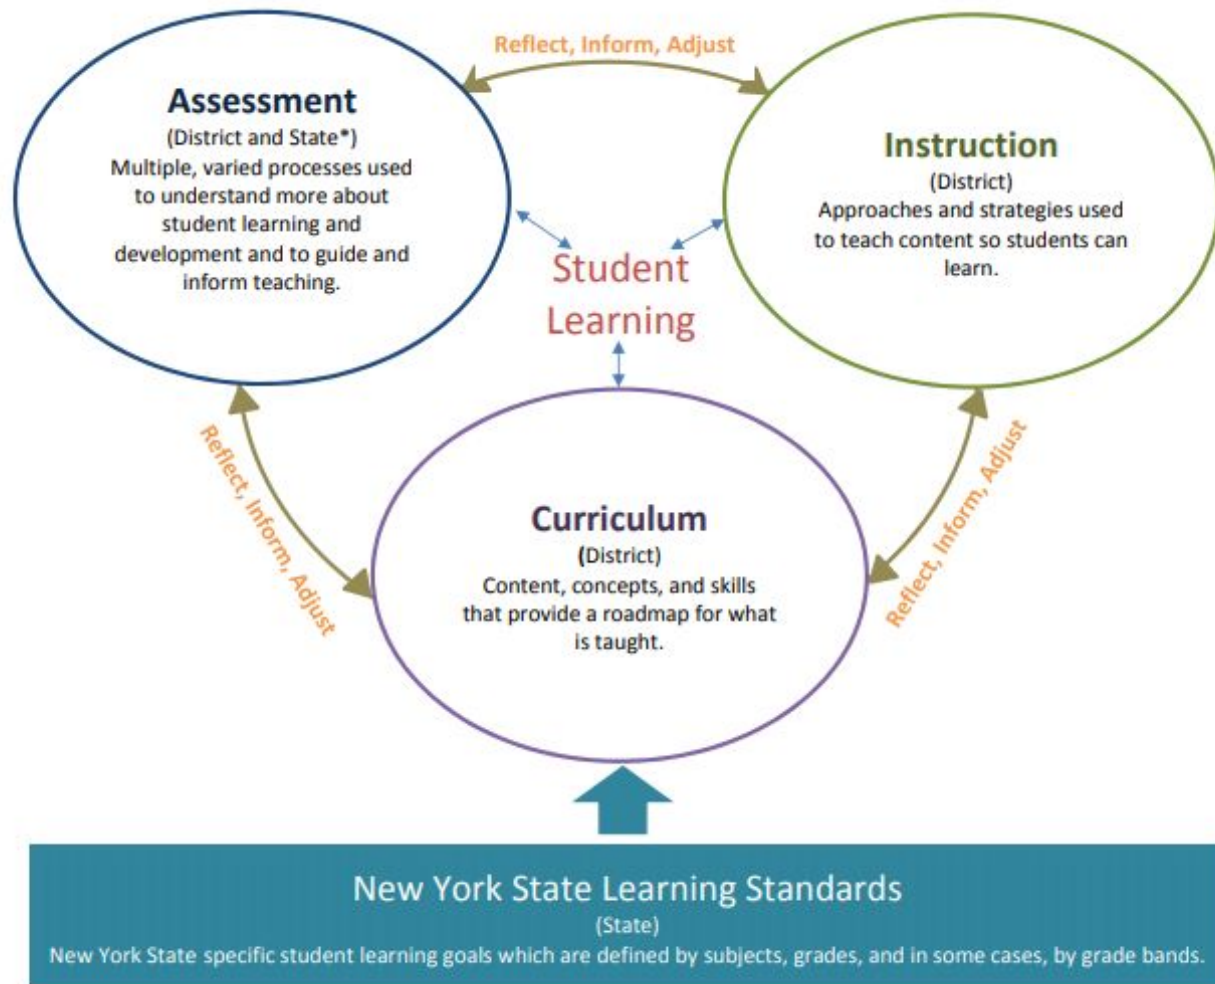 Reflect, Inform, Adjust
Assessment
(District and State*)
Multiple, varied processes used
to understand more about
student learning and
development and to guide and
inform teaching.
Instruction
(District)
Approaches and strategies used
to teach content so students can
learn.
Student
Learning
Reflect, Inform, Adjust
Reflect, Inform, Adjust
Curriculum
(District)
Content, concepts, and skills
that provide a roadmap for what
is taught.
New York State Learning Standards
(State)
New York State specific student learning goals which are defined by subjects, grades, and in some cases, by grade bands.